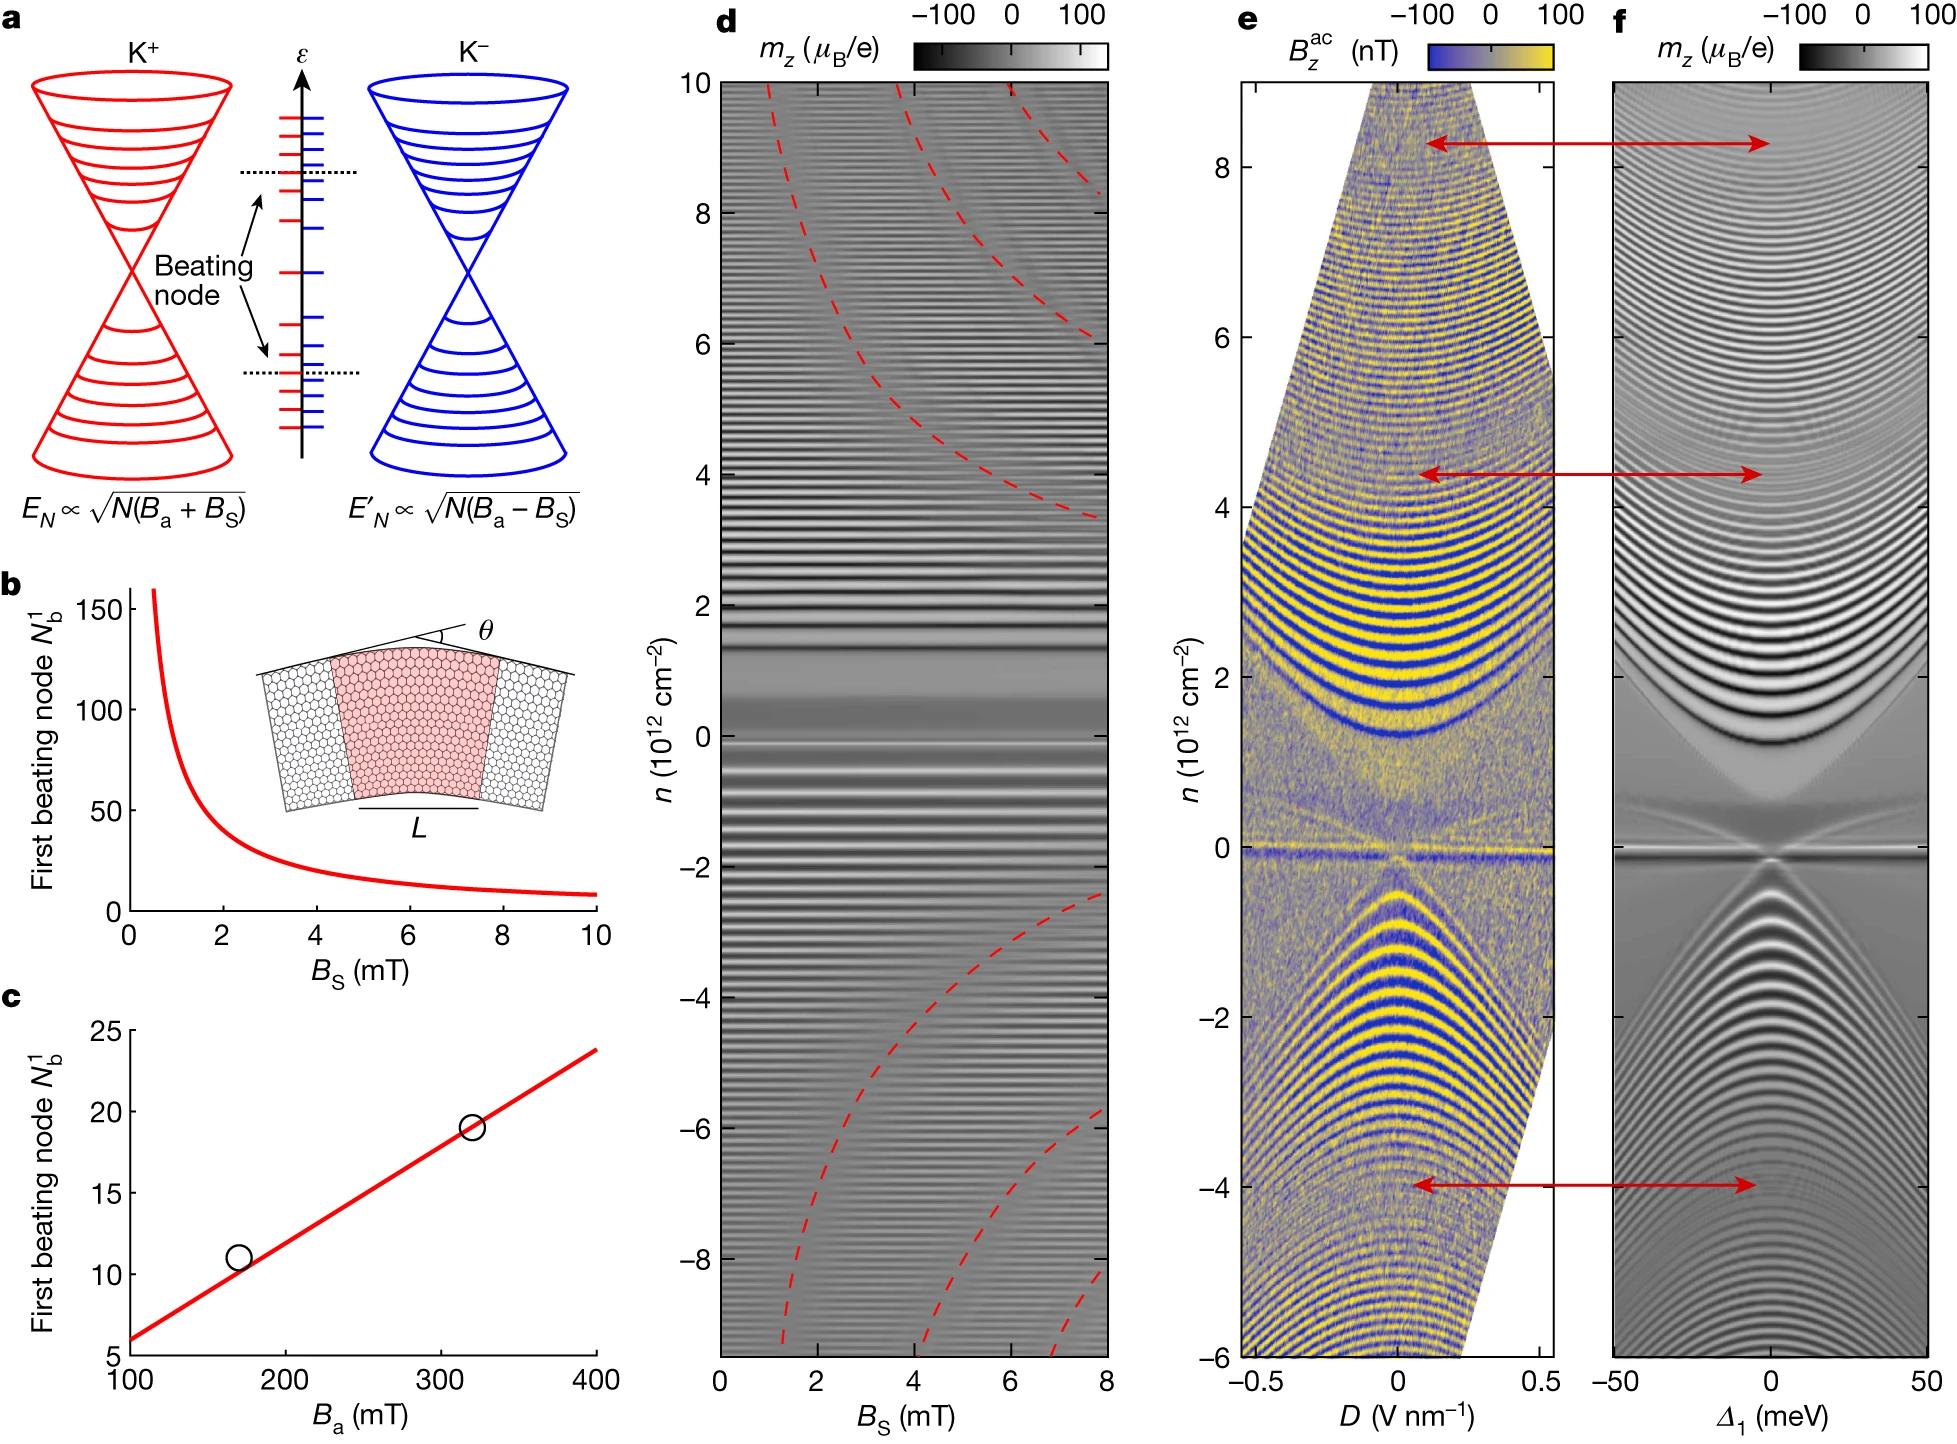 a
K⁺
ε
K⁻
Beating
node
E_N ∝ √N(B_a + B_S)
E′_N ∝ √N(B_a − B_S)
b
First beating node N_b^1
150
100
50
0
0 2 4 6 8 10
B_S (mT)
θ
L
c
First beating node N_b^1
25
20
15
10
5
100 200 300 400
B_a (mT)
d
−100 0 100
m_z (μ_B/e)
n (10¹² cm⁻²)
10
8
6
4
2
0
−2
−4
−6
−8
0 2 4 6 8
B_S (mT)
e
−100 0 100
B_z^ac (nT)
n (10¹² cm⁻²)
8
6
4
2
0
−2
−4
−6
−0.5 0 0.5
D (V nm⁻¹)
f
−100 0 100
m_z (μ_B/e)
−50 0 50
Δ₁ (meV)